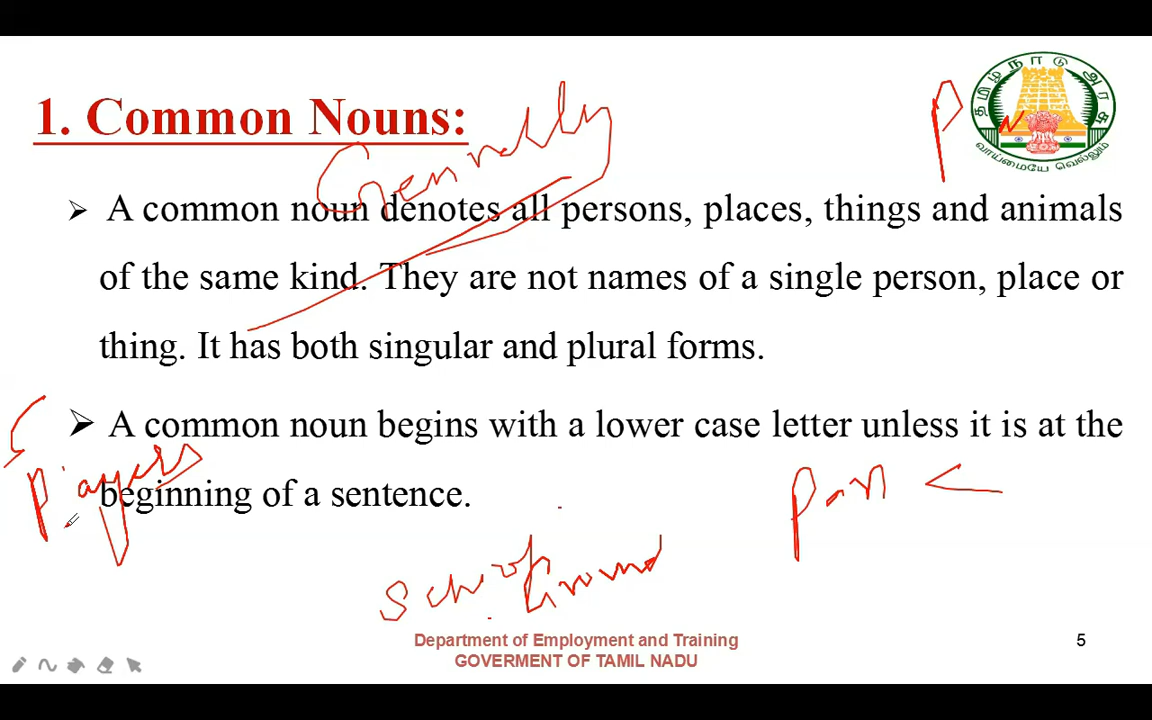 1. Common Nouns:
தமிழ்நாடு அரசு
வாய்மையே வெல்லும்
P
N
Gennally
➢ A common noun denotes all persons, places, things and animals
of the same kind. They are not names of a single person, place or
thing. It has both singular and plural forms.
➢ A common noun begins with a lower case letter unless it is at the
beginning of a sentence.
Players
Pen <
Ground
Department of Employment and Training
GOVERMENT OF TAMIL NADU
5